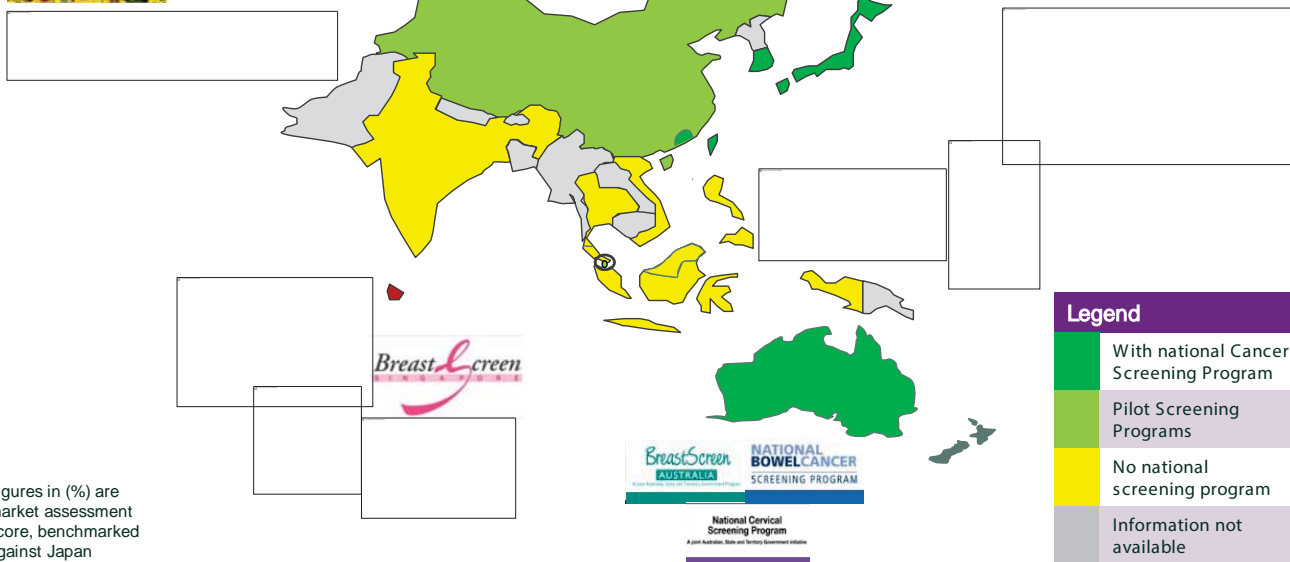 BreastScreen
SINGAPORE
BreastScreen
AUSTRALIA
NATIONAL
BOWELCANCER
SCREENING PROGRAM
National Cervical
Screening Program
A joint Australian, State and Territory Government initiative
gures in (%) are
arket assessment
core, benchmarked
gainst Japan
Legend
With national Cancer
Screening Program
Pilot Screening
Programs
No national
screening program
Information not
available